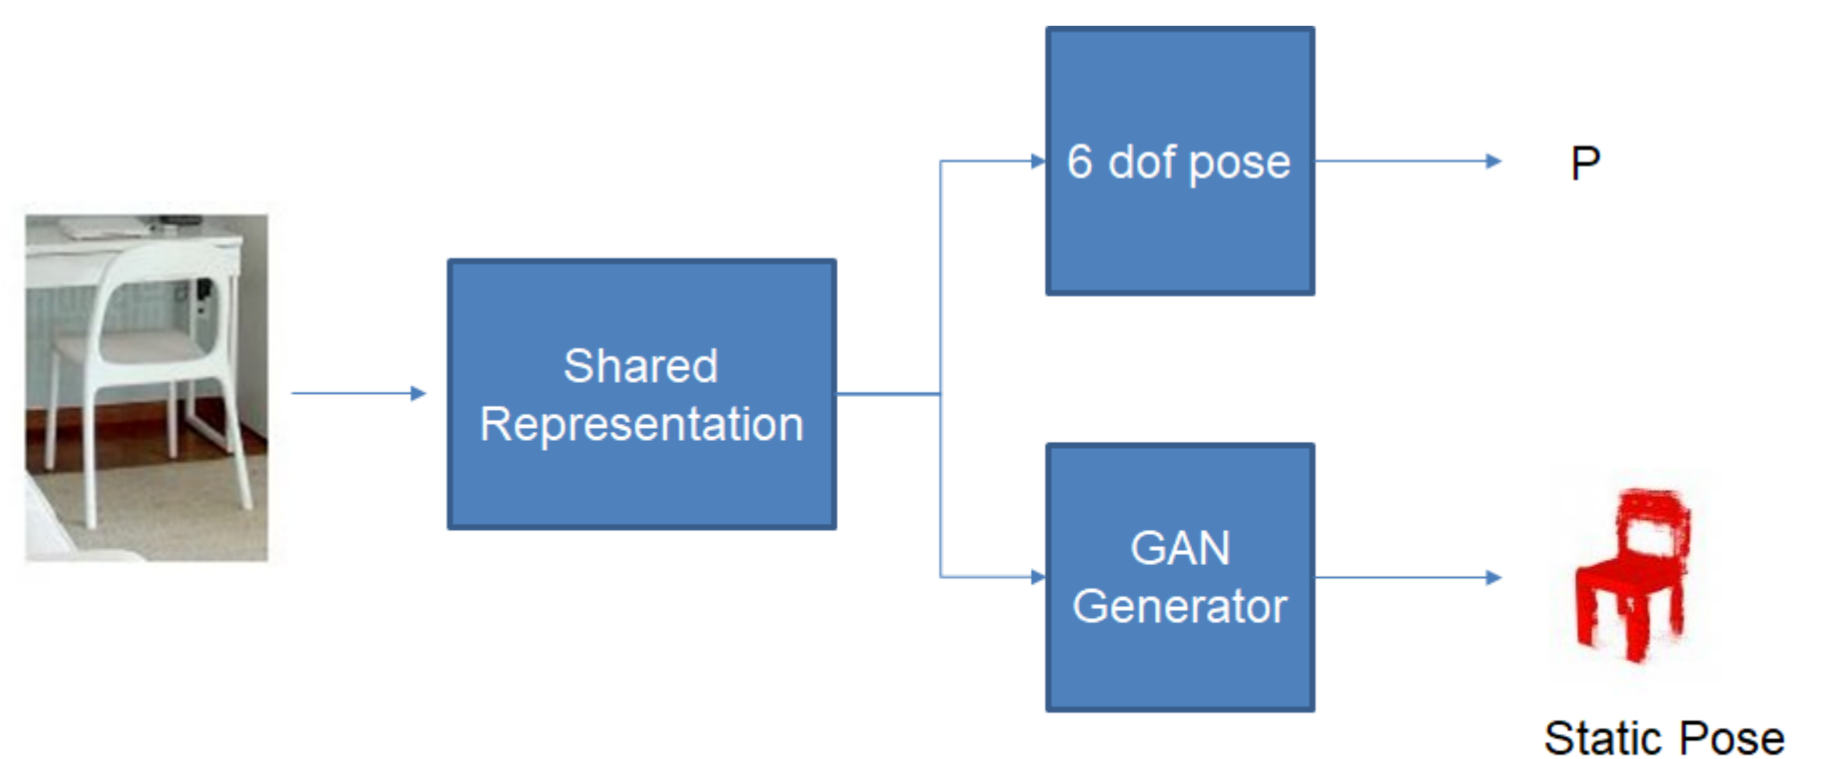 6 dof pose
P
Shared
Representation
GAN
Generator
Static Pose